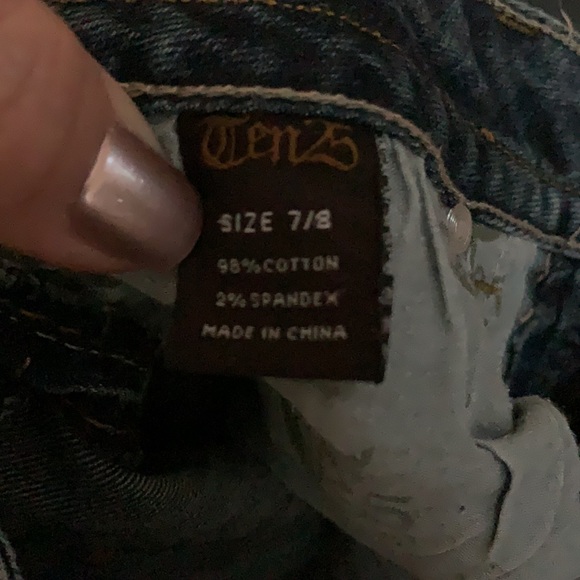 Ten25
SIZE 7/8
98%COTTON
2% SPANDEX
MADE IN CHINA